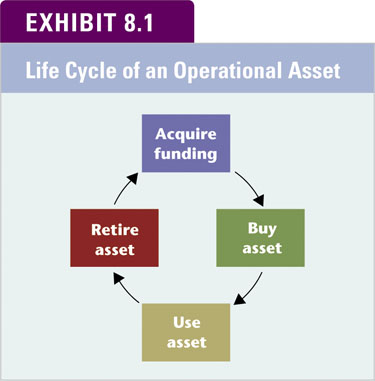 EXHIBIT 8.1
Life Cycle of an Operational Asset
Acquire
funding
Buy
asset
Use
asset
Retire
asset